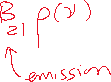 B₂₁ ρ(ν)
emission